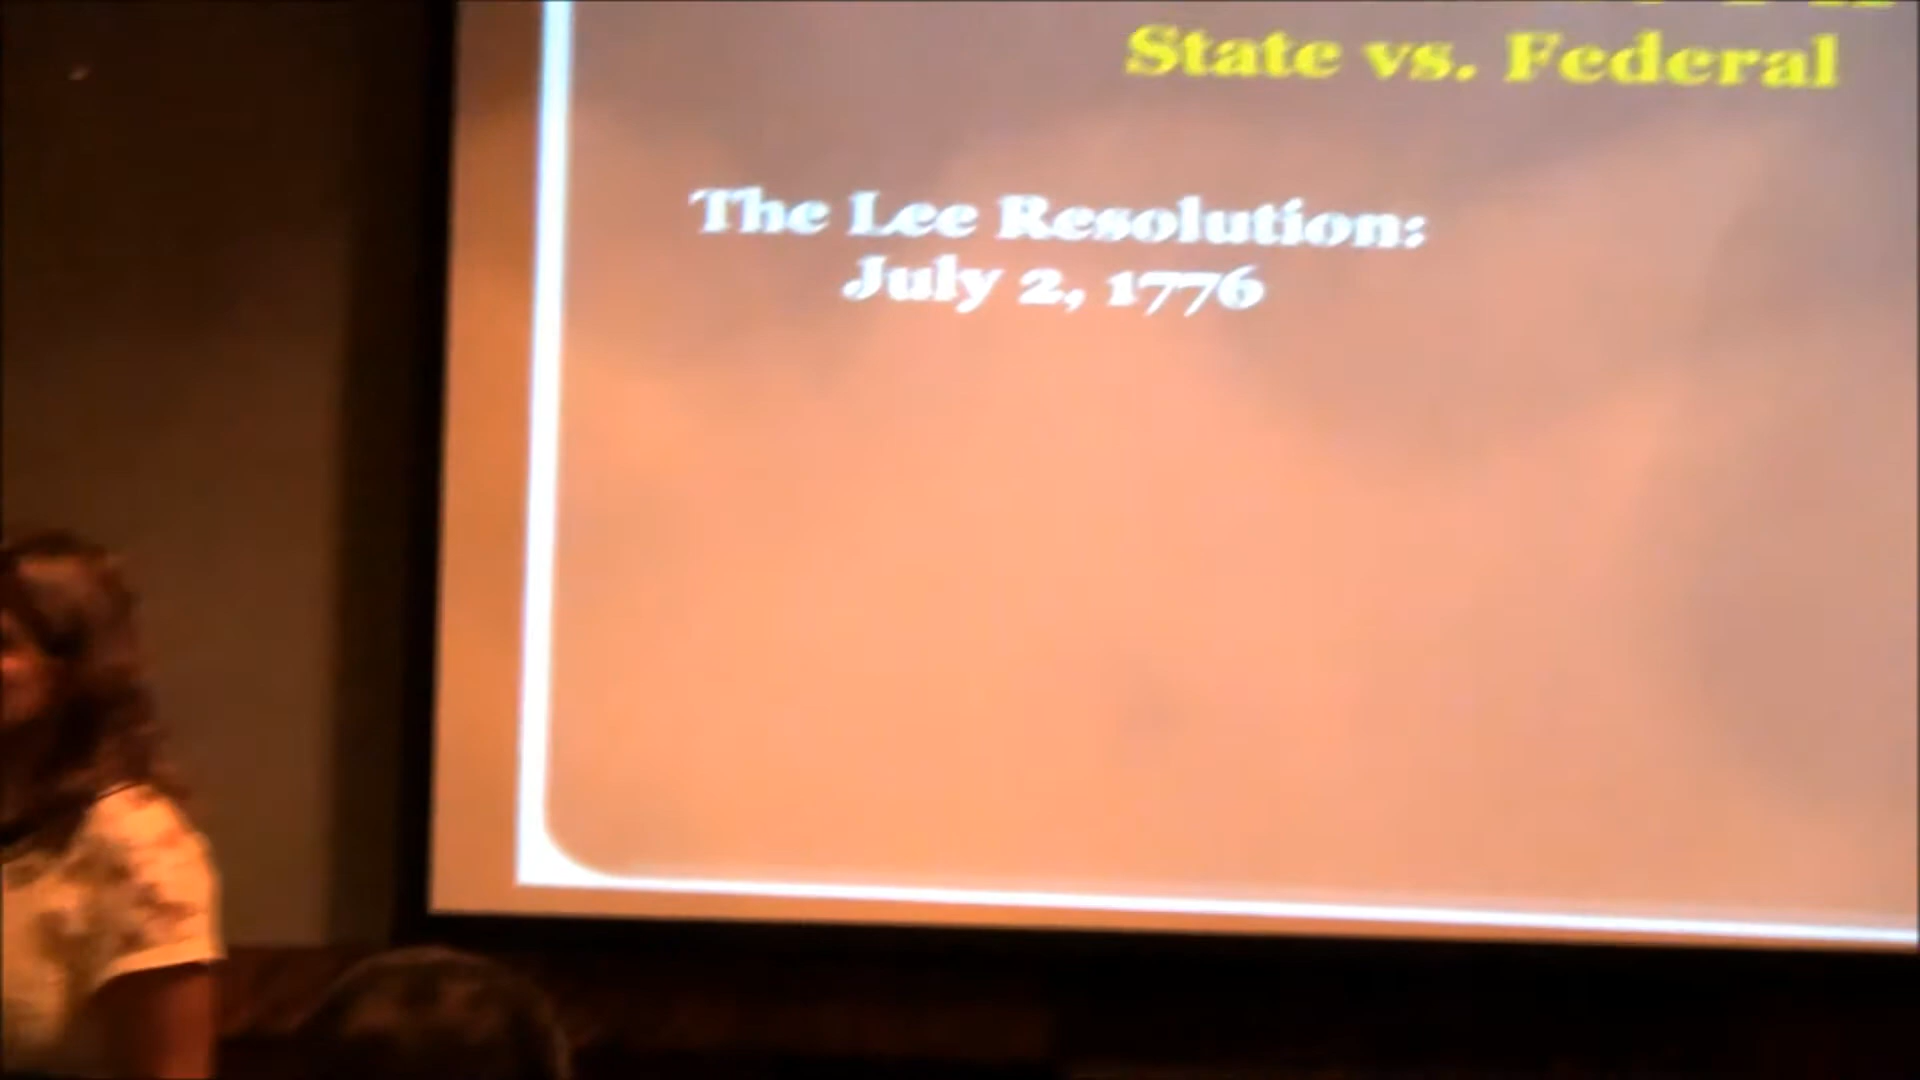 State vs. Federal
The Lee Resolution:
July 2, 1776